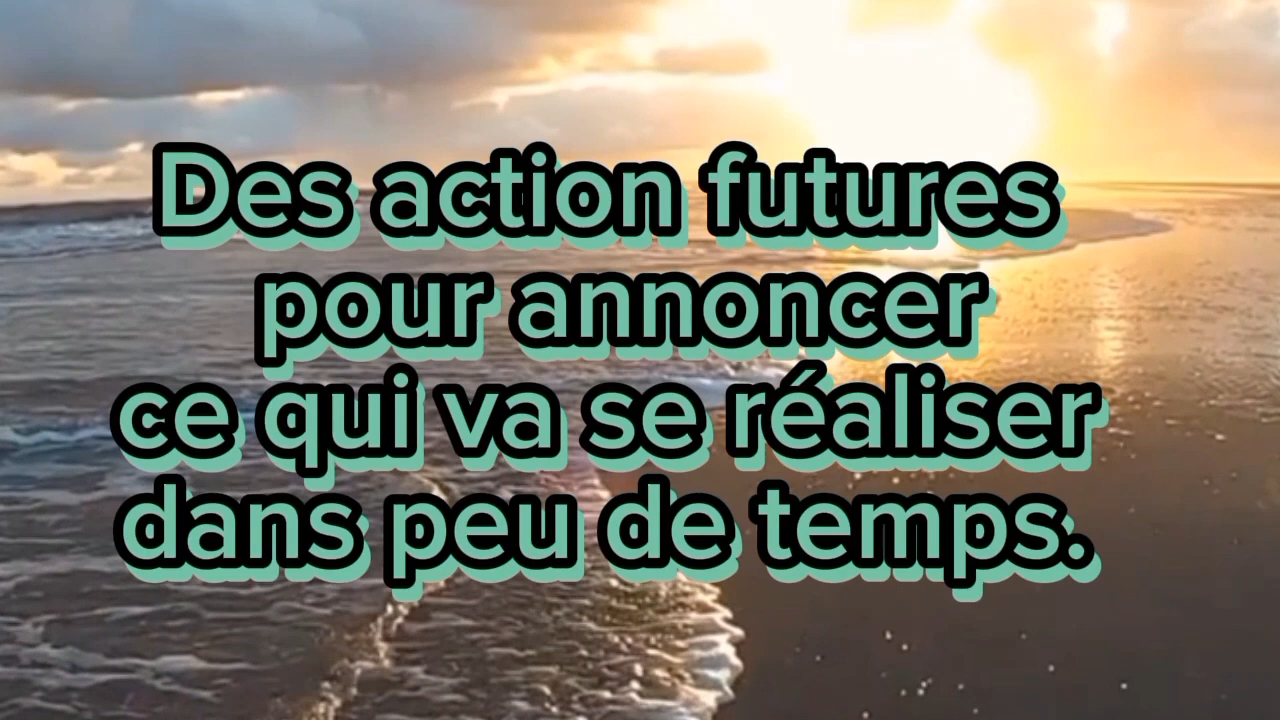 Des action futures
pour annoncer
ce qui va se réaliser
dans peu de temps.